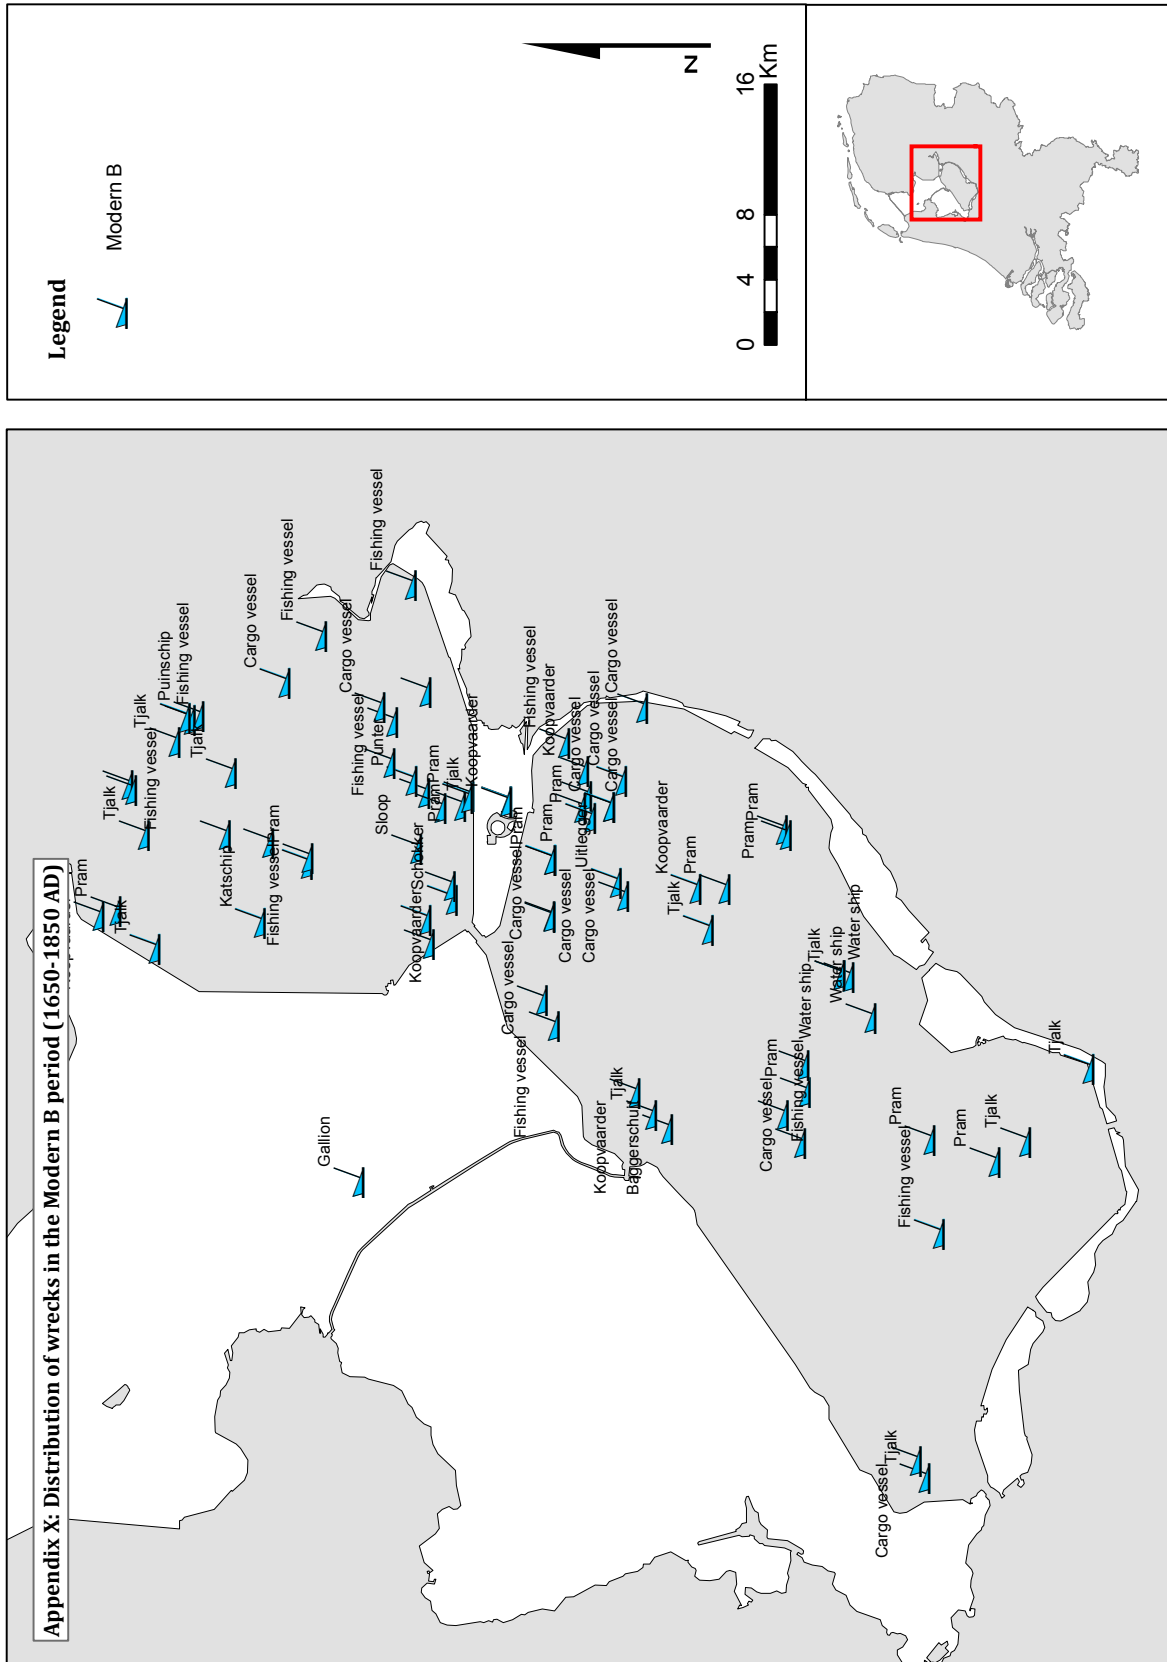 Appendix X: Distribution of wrecks in the Modern B period (1650-1850 AD)
Legend
Modern B
N
0 4 8 16
Km
Pram
Tjalk
Tjalk
Fishing vessel
Tjalk
Puinschip
Fishing vessel
Tjalk
Cargo vessel
Fishing vessel
Fishing vessel
Katschip
Fishing vessel
Pram
Cargo vessel
Fishing vessel
Punter
Sloop
Pram
Pram
Tjalk
Koopvaarder
Koopvaarder
Schokker
Gallion
Fishing vessel
Koopvaarder
Cargo vessel
Cargo vessel
Cargo vessel
Cargo vessel
Pram
Pram
Uitlegger
Cargo vessel
Pram
Cargo vessel
Cargo vessel
Cargo vessel
Fishing vessel
Koopvaarder
Tjalk
Baggerschuit
Koopvaarder
Pram
Tjalk
Pram
Pram
Tjalk
Water ship
Water ship
Water ship
Pram
Fishing vessel
Cargo vessel
Tjalk
Pram
Pram
Tjalk
Fishing vessel
Tjalk
Cargo vessel